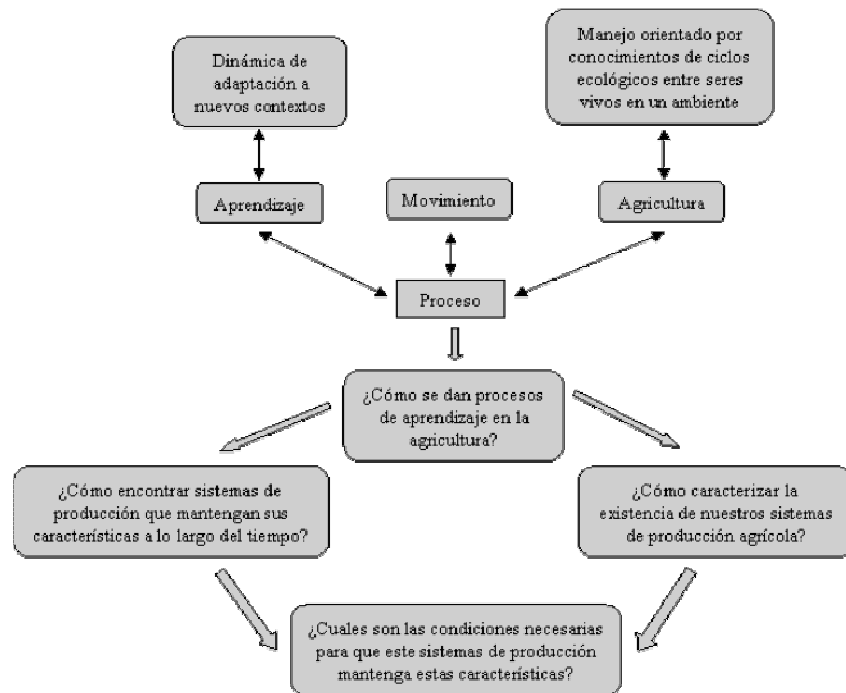 Dinámica de
adaptación a
nuevos contextos
Manejo orientado por
conocimientos de ciclos
ecológicos entre seres
vivos en un ambiente
Aprendizaje
Movimiento
Agricultura
Proceso
¿Cómo se dan procesos
de aprendizaje en la
agricultura?
¿Cómo encontrar sistemas de
producción que mantengan sus
características a lo largo del tiempo?
¿Cómo caracterizar la
existencia de nuestros sistemas
de producción agrícola?
¿Cuales son las condiciones necesarias
para que este sistemas de producción
mantenga estas características?